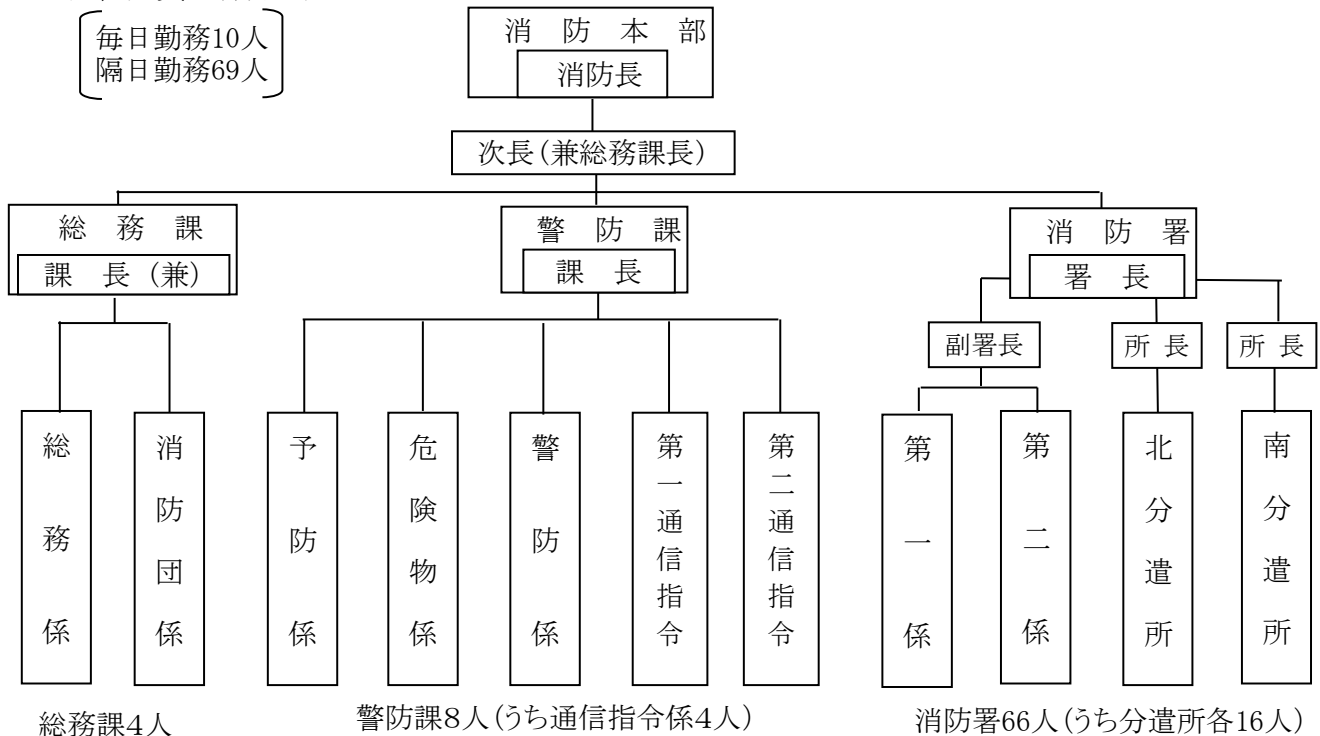 毎日勤務10人
隔日勤務69人
消防本部
消防長
次長(兼総務課長)
総務課
課長(兼)
警防課
課長
消防署
署長
副署長
所長
所長
総務係
消防団係
予防係
危険物係
警防係
第一通信指令
第二通信指令
第一係
第二係
北分遣所
南分遣所
総務課4人
警防課8人(うち通信指令係4人)
消防署66人(うち分遣所各16人)